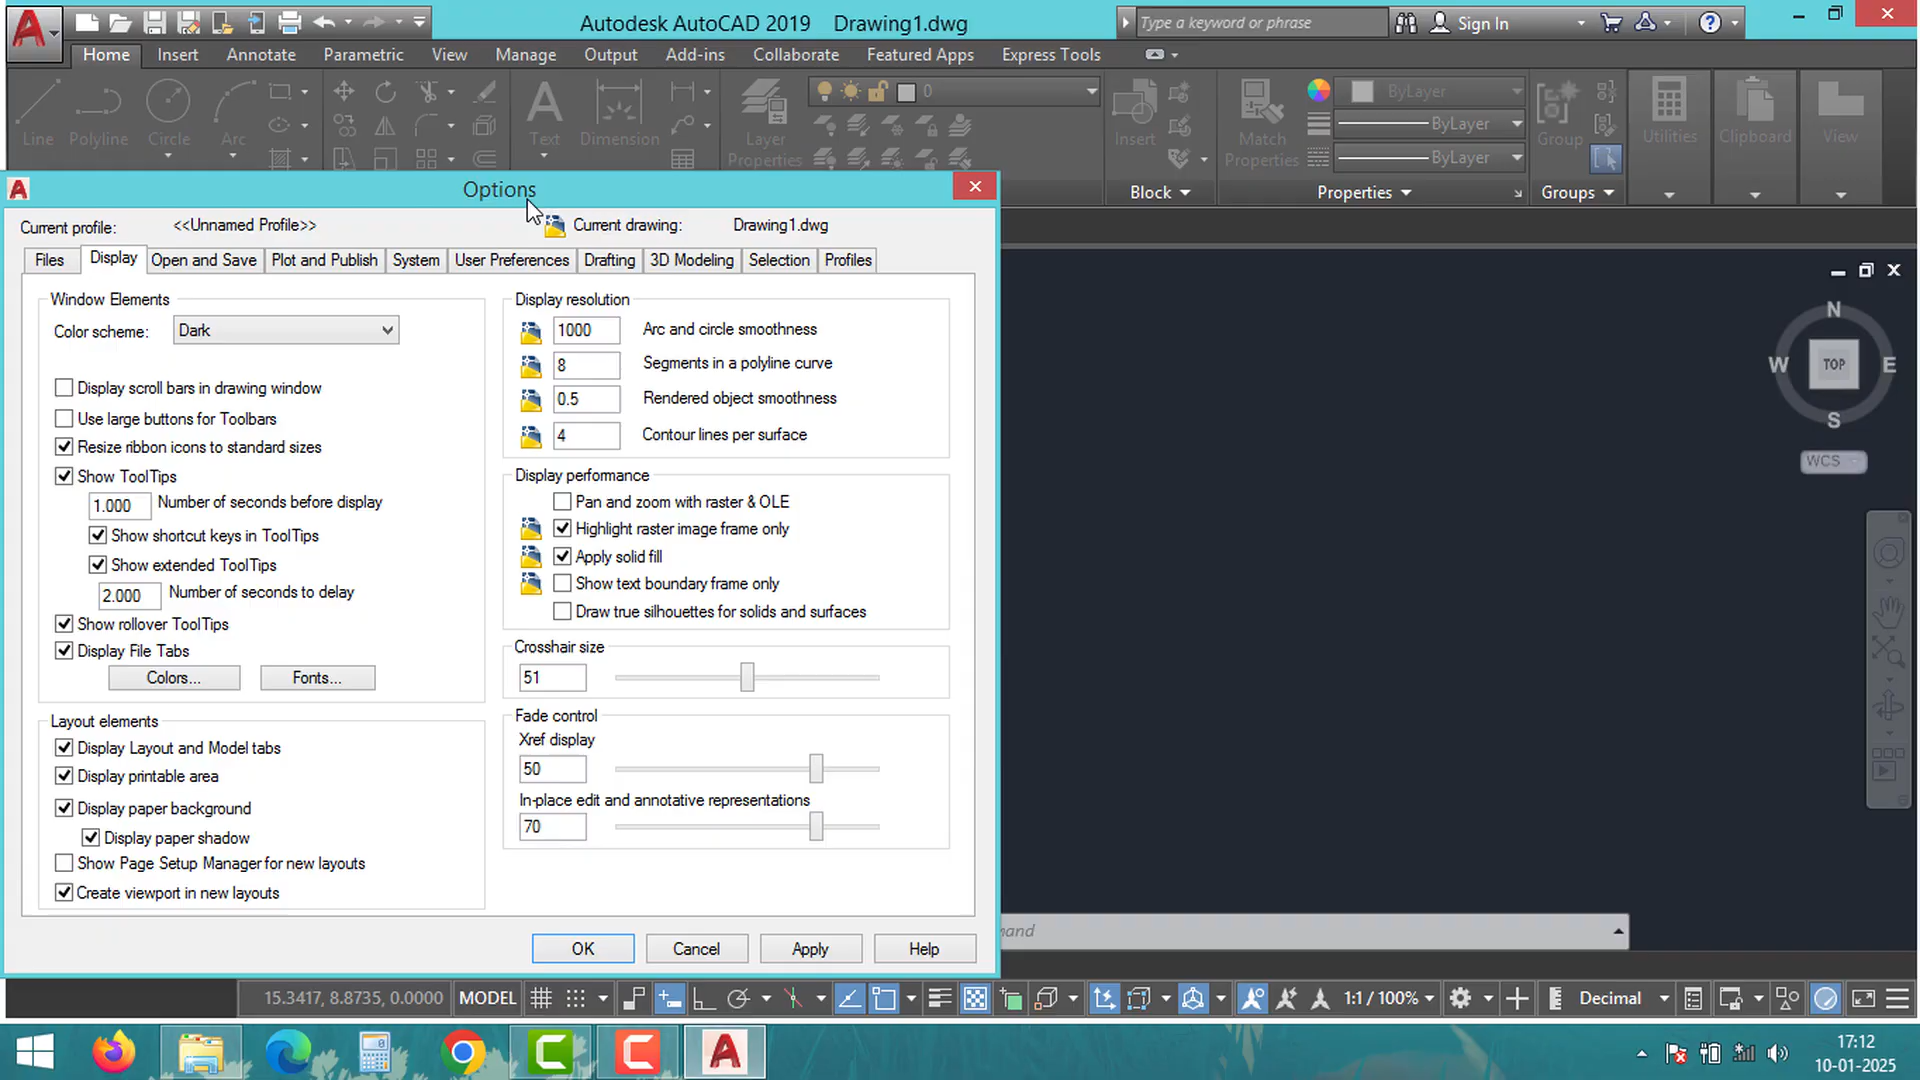 Autodesk AutoCAD 2019 Drawing1.dwg
Type a keyword or phrase
Sign In
Home Insert Annotate Parametric View Manage Output Add-ins Collaborate Featured Apps Express Tools
Line Polyline Circle Arc
Text Dimension
Layer Properties
0
Insert
Match Properties
ByLayer
ByLayer
ByLayer
Group
Utilities
Clipboard
View
Block
Properties
Groups
Options
Current profile: <<Unnamed Profile>> Current drawing: Drawing1.dwg
Files Display Open and Save Plot and Publish System User Preferences Drafting 3D Modeling Selection Profiles
Window Elements
Color scheme: Dark
Display scroll bars in drawing window
Use large buttons for Toolbars
Resize ribbon icons to standard sizes
Show ToolTips
1.000 Number of seconds before display
Show shortcut keys in ToolTips
Show extended ToolTips
2.000 Number of seconds to delay
Show rollover ToolTips
Display File Tabs
Colors... Fonts...
Layout elements
Display Layout and Model tabs
Display printable area
Display paper background
Display paper shadow
Show Page Setup Manager for new layouts
Create viewport in new layouts
Display resolution
1000 Arc and circle smoothness
8 Segments in a polyline curve
0.5 Rendered object smoothness
4 Contour lines per surface
Display performance
Pan and zoom with raster & OLE
Highlight raster image frame only
Apply solid fill
Show text boundary frame only
Draw true silhouettes for solids and surfaces
Crosshair size
51
Fade control
Xref display
50
In-place edit and annotative representations
70
OK Cancel Apply Help
N
W TOP E
S
WCS
mand
15.3417, 8.8735, 0.0000 MODEL 1:1 / 100% Decimal
17:12
10-01-2025